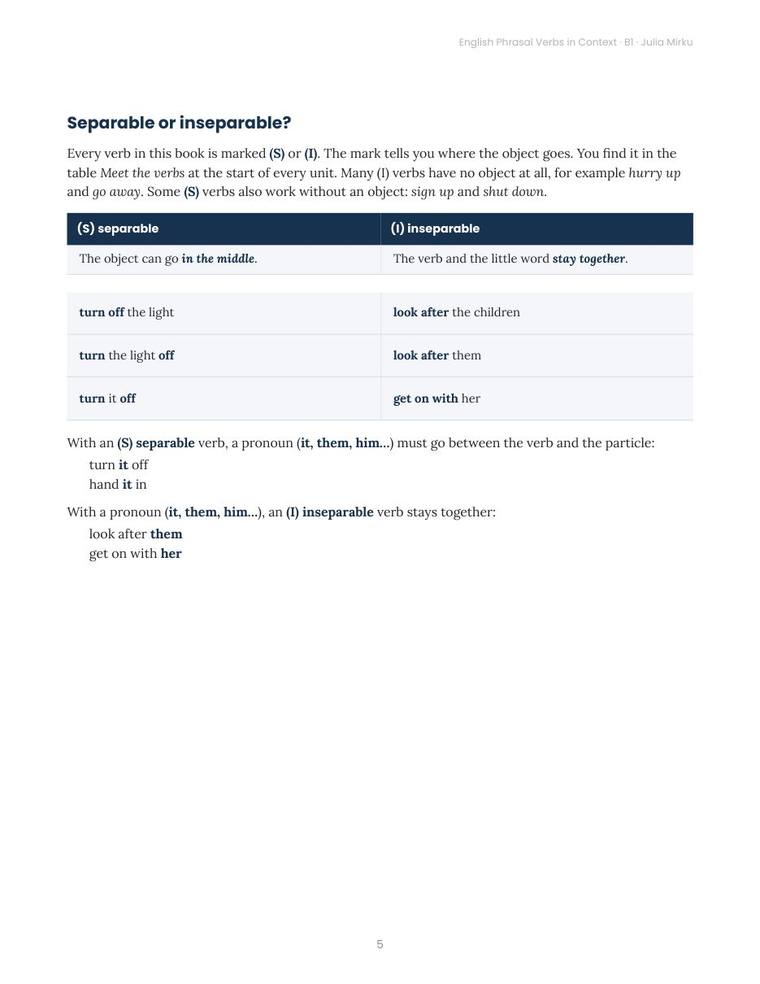 English Phrasal Verbs in Context · B1 · Julia Mirku
Separable or inseparable?
Every verb in this book is marked (S) or (I). The mark tells you where the object goes. You find it in the
table Meet the verbs at the start of every unit. Many (I) verbs have no object at all, for example hurry up
and go away. Some (S) verbs also work without an object: sign up and shut down.
(S) separable
(I) inseparable
The object can go in the middle.
The verb and the little word stay together.
turn off the light
look after the children
turn the light off
look after them
turn it off
get on with her
With an (S) separable verb, a pronoun (it, them, him...) must go between the verb and the particle:
turn it off
hand it in
With a pronoun (it, them, him...), an (I) inseparable verb stays together:
look after them
get on with her
5